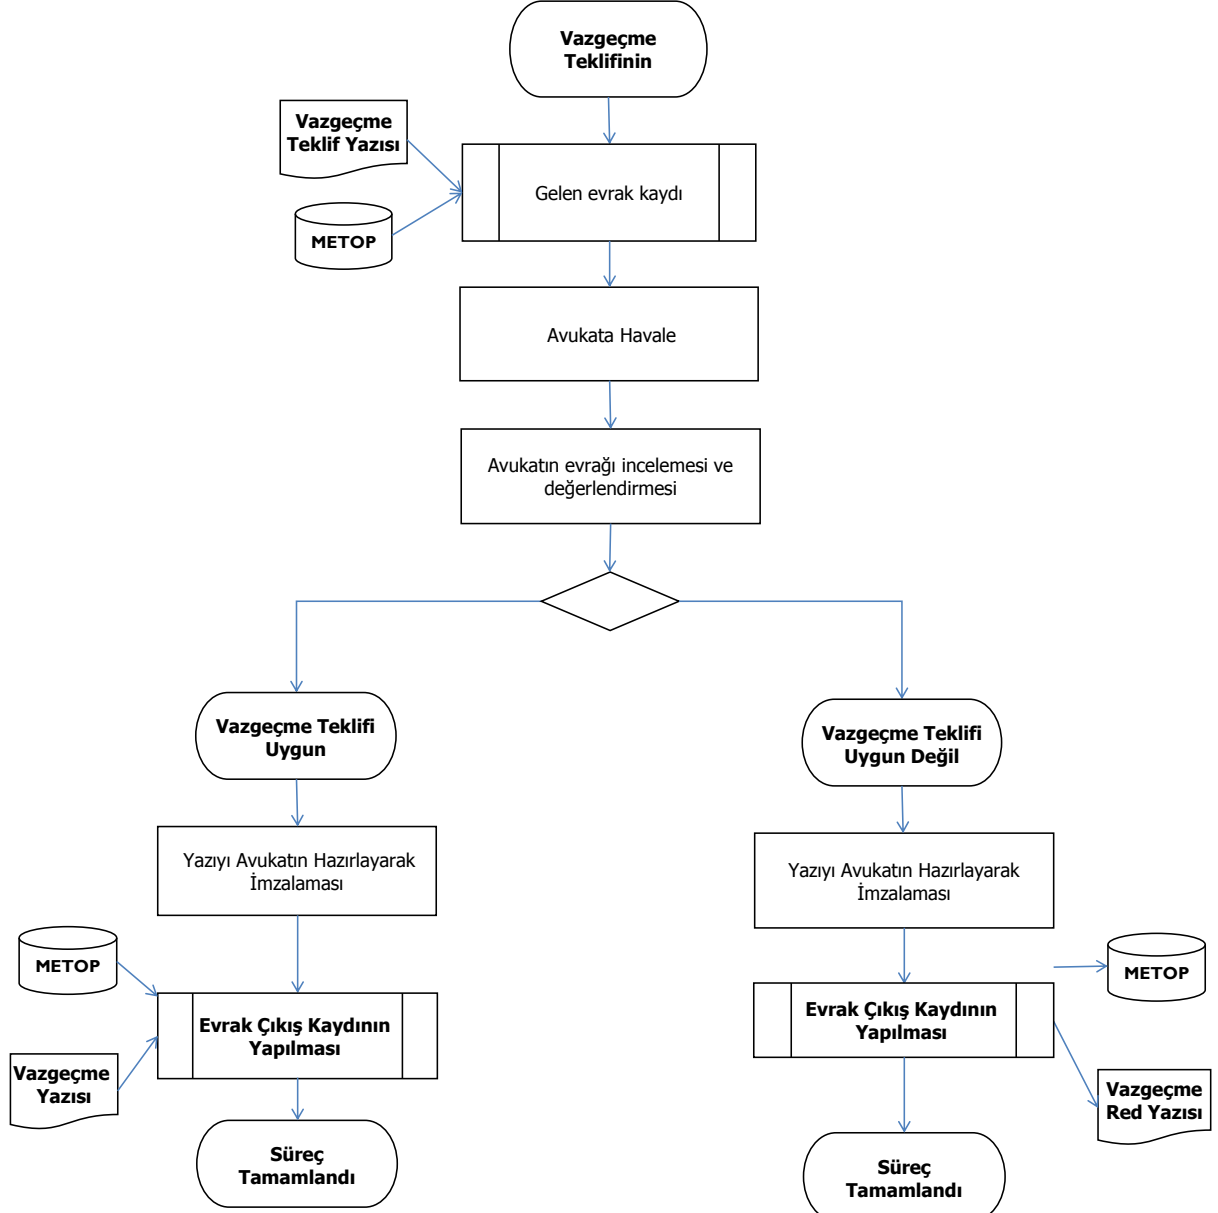 Vazgeçme
Teklifinin
Vazgeçme
Teklif Yazısı
Gelen evrak kaydı
METOP
Avukata Havale
Avukatın evrağı incelemesi ve
değerlendirmesi
Vazgeçme Teklifi
Uygun
Vazgeçme Teklifi
Uygun Değil
Yazıyı Avukatın Hazırlayarak
İmzalaması
Yazıyı Avukatın Hazırlayarak
İmzalaması
METOP
METOP
Evrak Çıkış Kaydının
Yapılması
Evrak Çıkış Kaydının
Yapılması
Vazgeçme
Yazısı
Vazgeçme
Red Yazısı
Süreç
Tamamlandı
Süreç
Tamamlandı